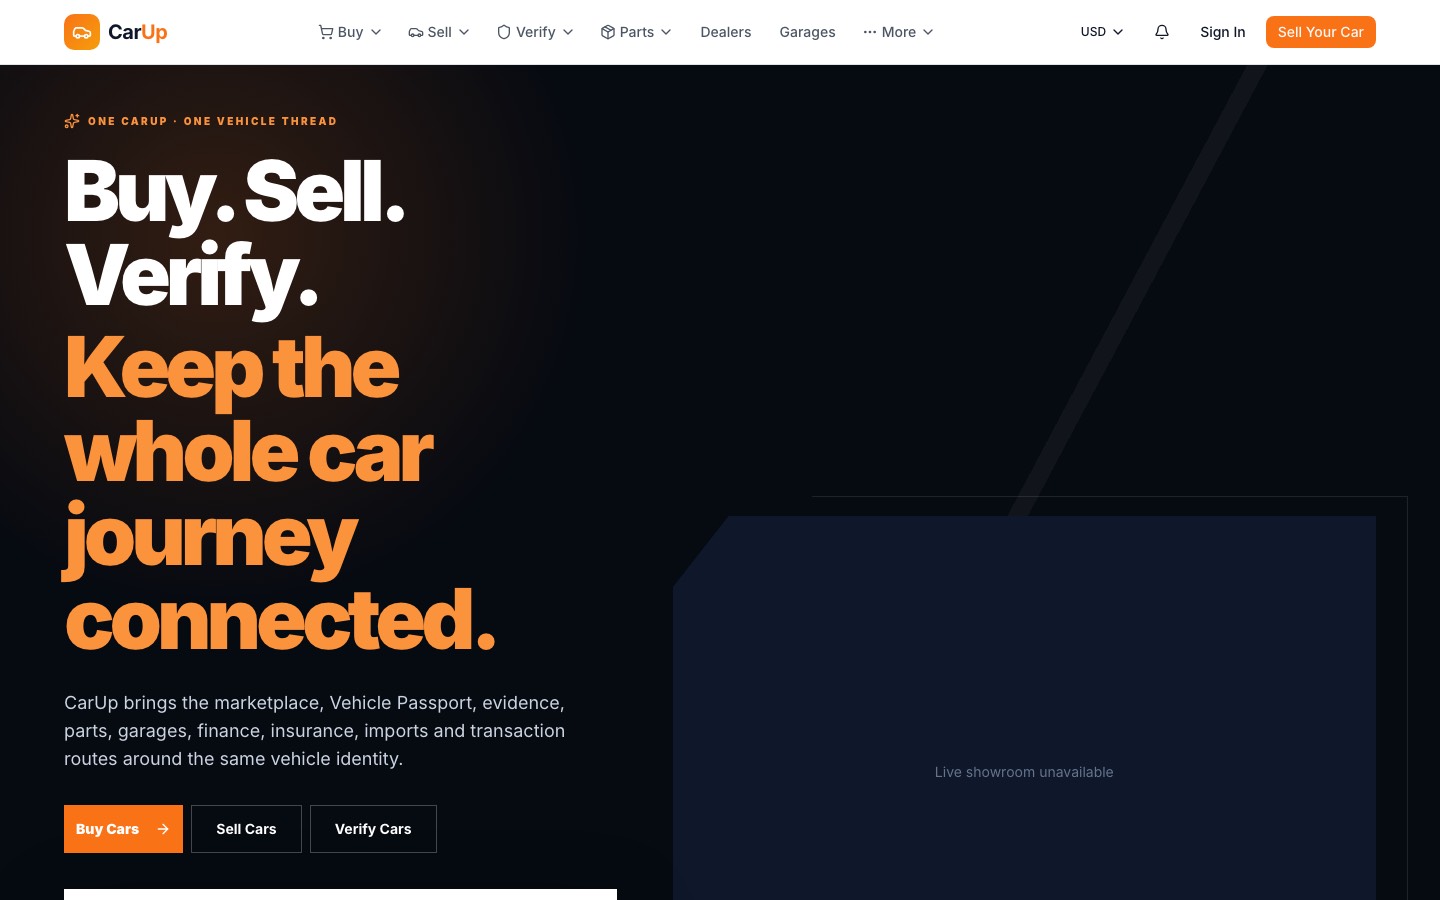 CarUp
Buy
Sell
Verify
Parts
Dealers
Garages
More
USD
Sign In
Sell Your Car
ONE CARUP · ONE VEHICLE THREAD
Buy. Sell.
Verify.
Keep the
whole car
journey
connected.
CarUp brings the marketplace, Vehicle Passport, evidence,
parts, garages, finance, insurance, imports and transaction
routes around the same vehicle identity.
Live showroom unavailable
Buy Cars
Sell Cars
Verify Cars